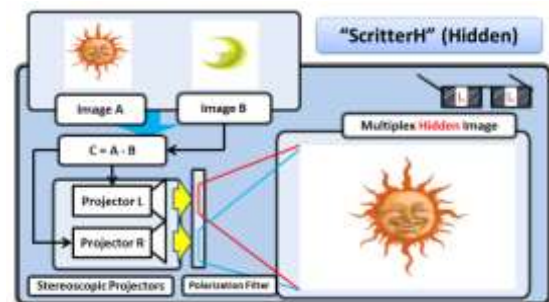 “ScritterH” (Hidden)
Image A
Image B
L
L
Multiplex Hidden Image
C = A - B
Projector L
Projector R
Stereoscopic Projectors
Polarization Filter